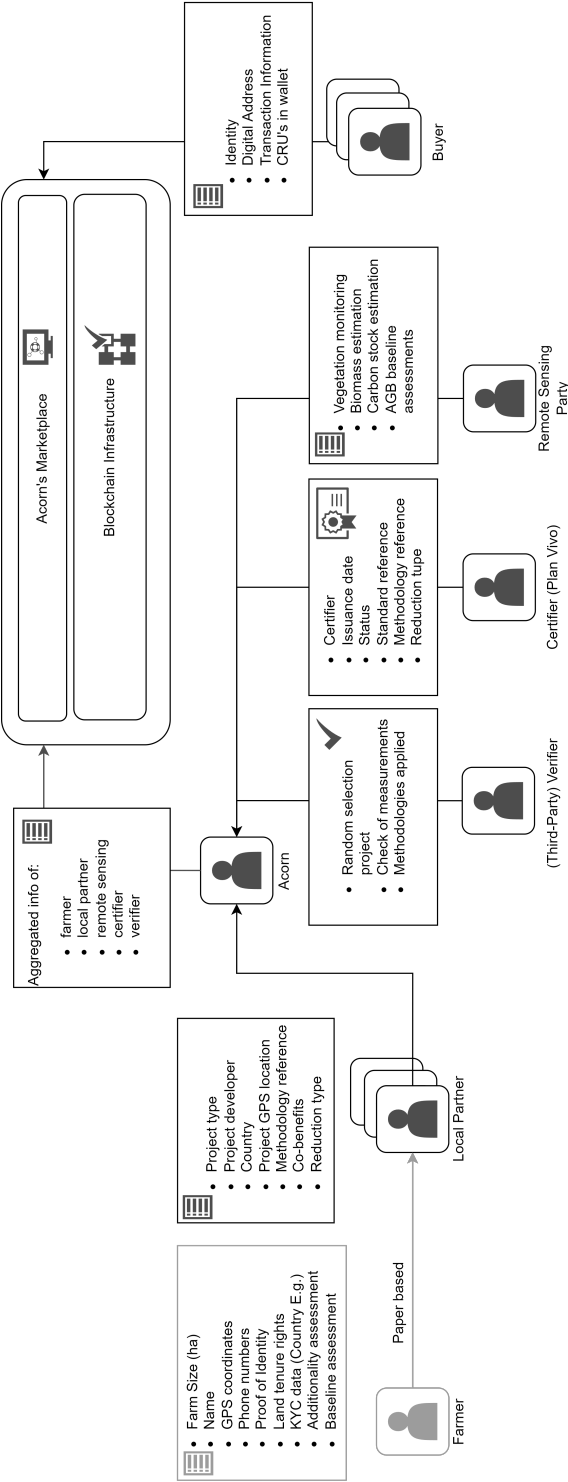 Farm Size (ha)
Name
GPS coordinates
Phone numbers
Proof of Identity
Land tenure rights
KYC data (Country E.g.)
Additionality assessment
Baseline assessment
Farmer
Paper based
Project type
Project developer
Country
Project GPS location
Methodology reference
Co-benefits
Reduction type
Local Partner
Aggregated info of:
farmer
local partner
remote sensing
certifier
verifier
Acorn
Random selection
project
Check of measurements
Methodologies applied
(Third-Party) Verifier
Certifier
Issuance date
Status
Standard reference
Methodology reference
Reduction tupe
Certifier (Plan Vivo)
Vegetation monitoring
Biomass estimation
Carbon stock estimation
AGB baseline
assessments
Remote Sensing
Party
Acorn's Marketplace
Blockchain Infrastructure
Identity
Digital Address
Transaction Information
CRU's in wallet
Buyer